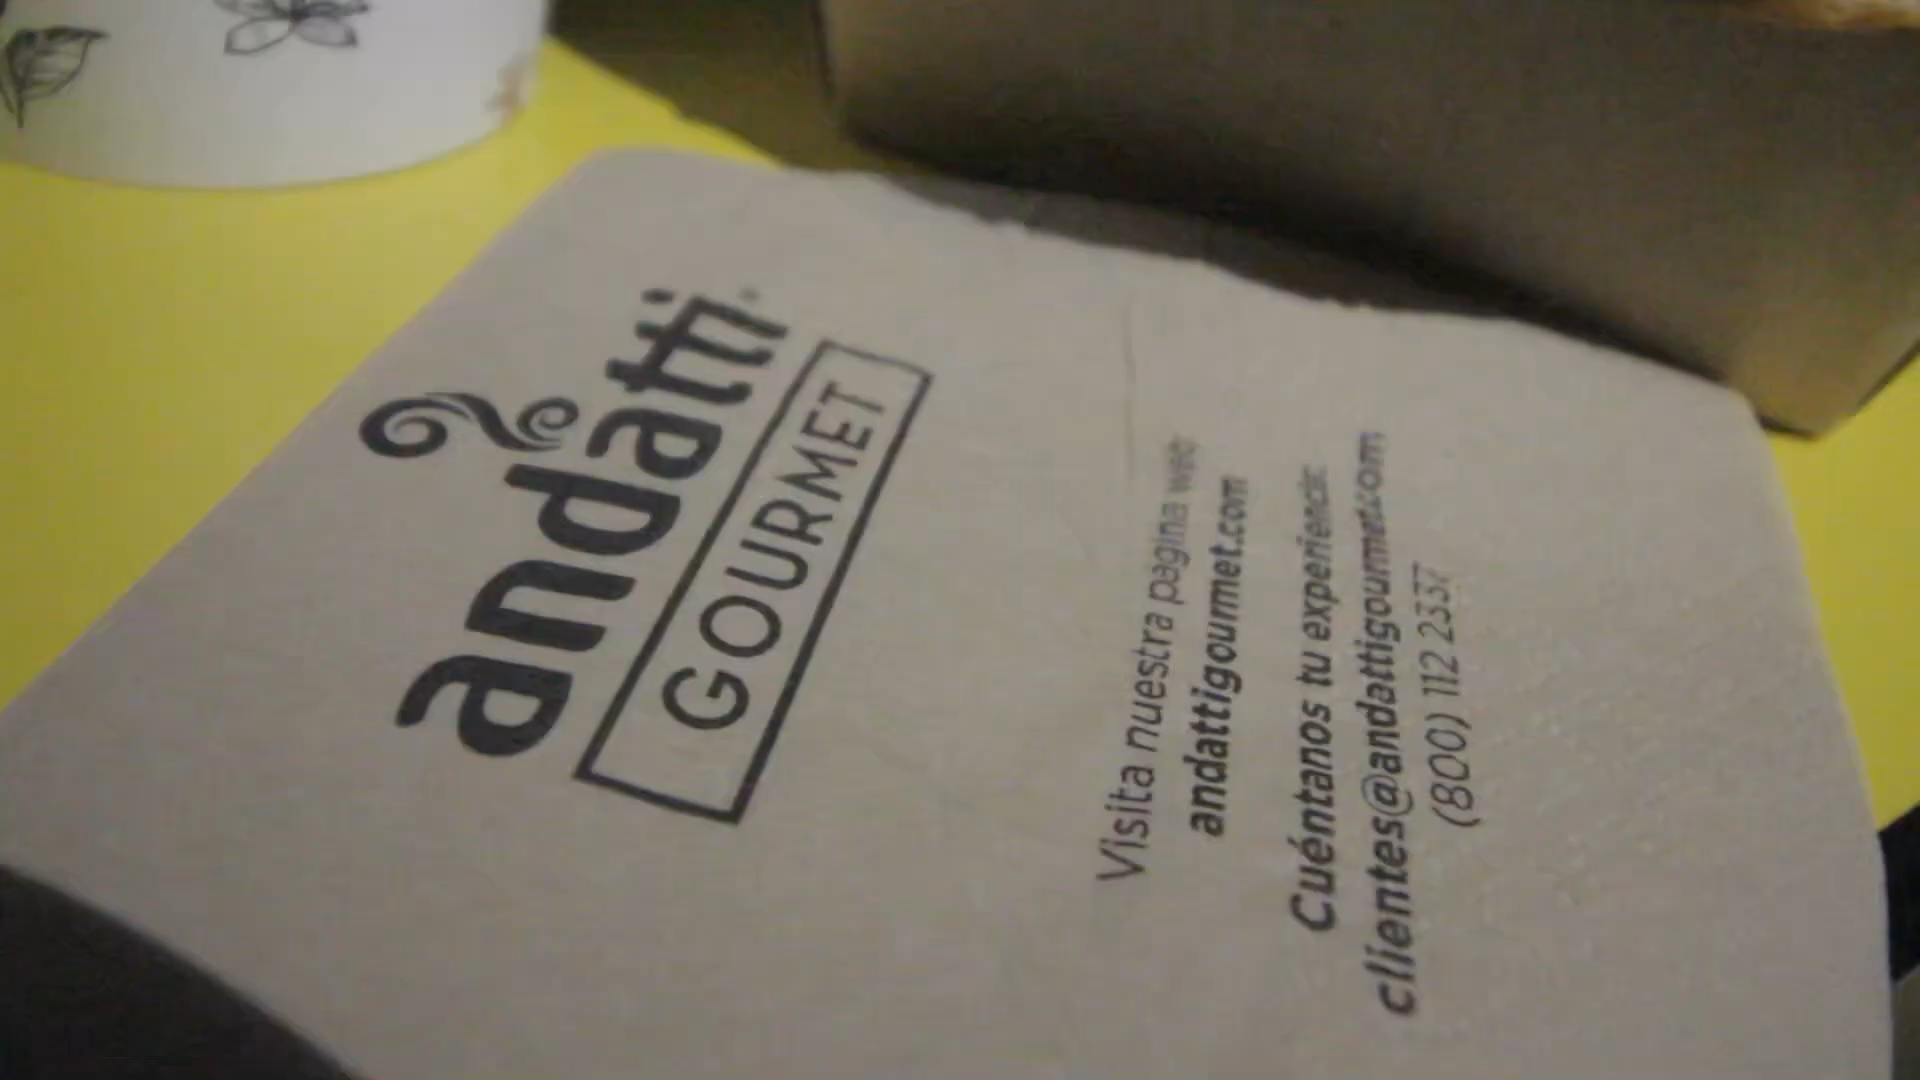 andatti
GOURMET
Visita nuestra pagina web
andattigourmet.com
Cuéntanos tu experiencia:
clientes@andattigourmet.com
(800) 112 2337